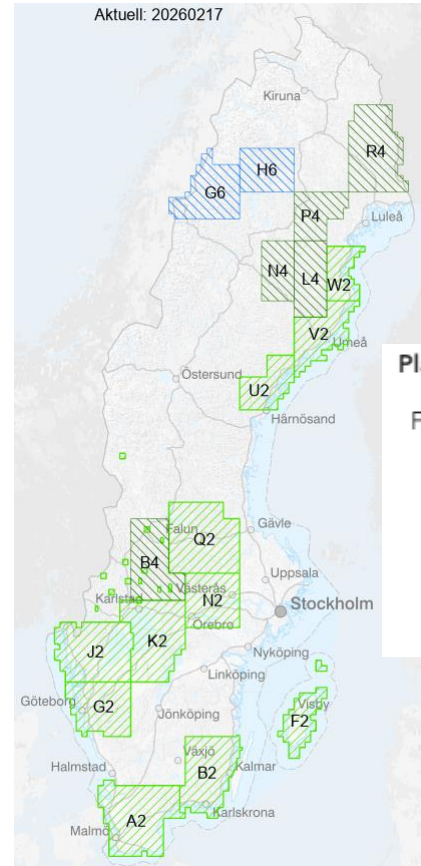 Aktuell: 20260217
Kiruna
R4
H6
G6
P4
Luleå
N4
L4
W2
V2
Umeå
Östersund
U2
Härnösand
Falun
Gävle
Q2
B4
Uppsala
Västerås
N2
Karlstad
Stockholm
Örebro
K2
J2
Nyköping
Linköping
Göteborg
G2
Visby
F2
Jönköping
Växjö
B2
Kalmar
Halmstad
Karlskrona
A2
Malmö